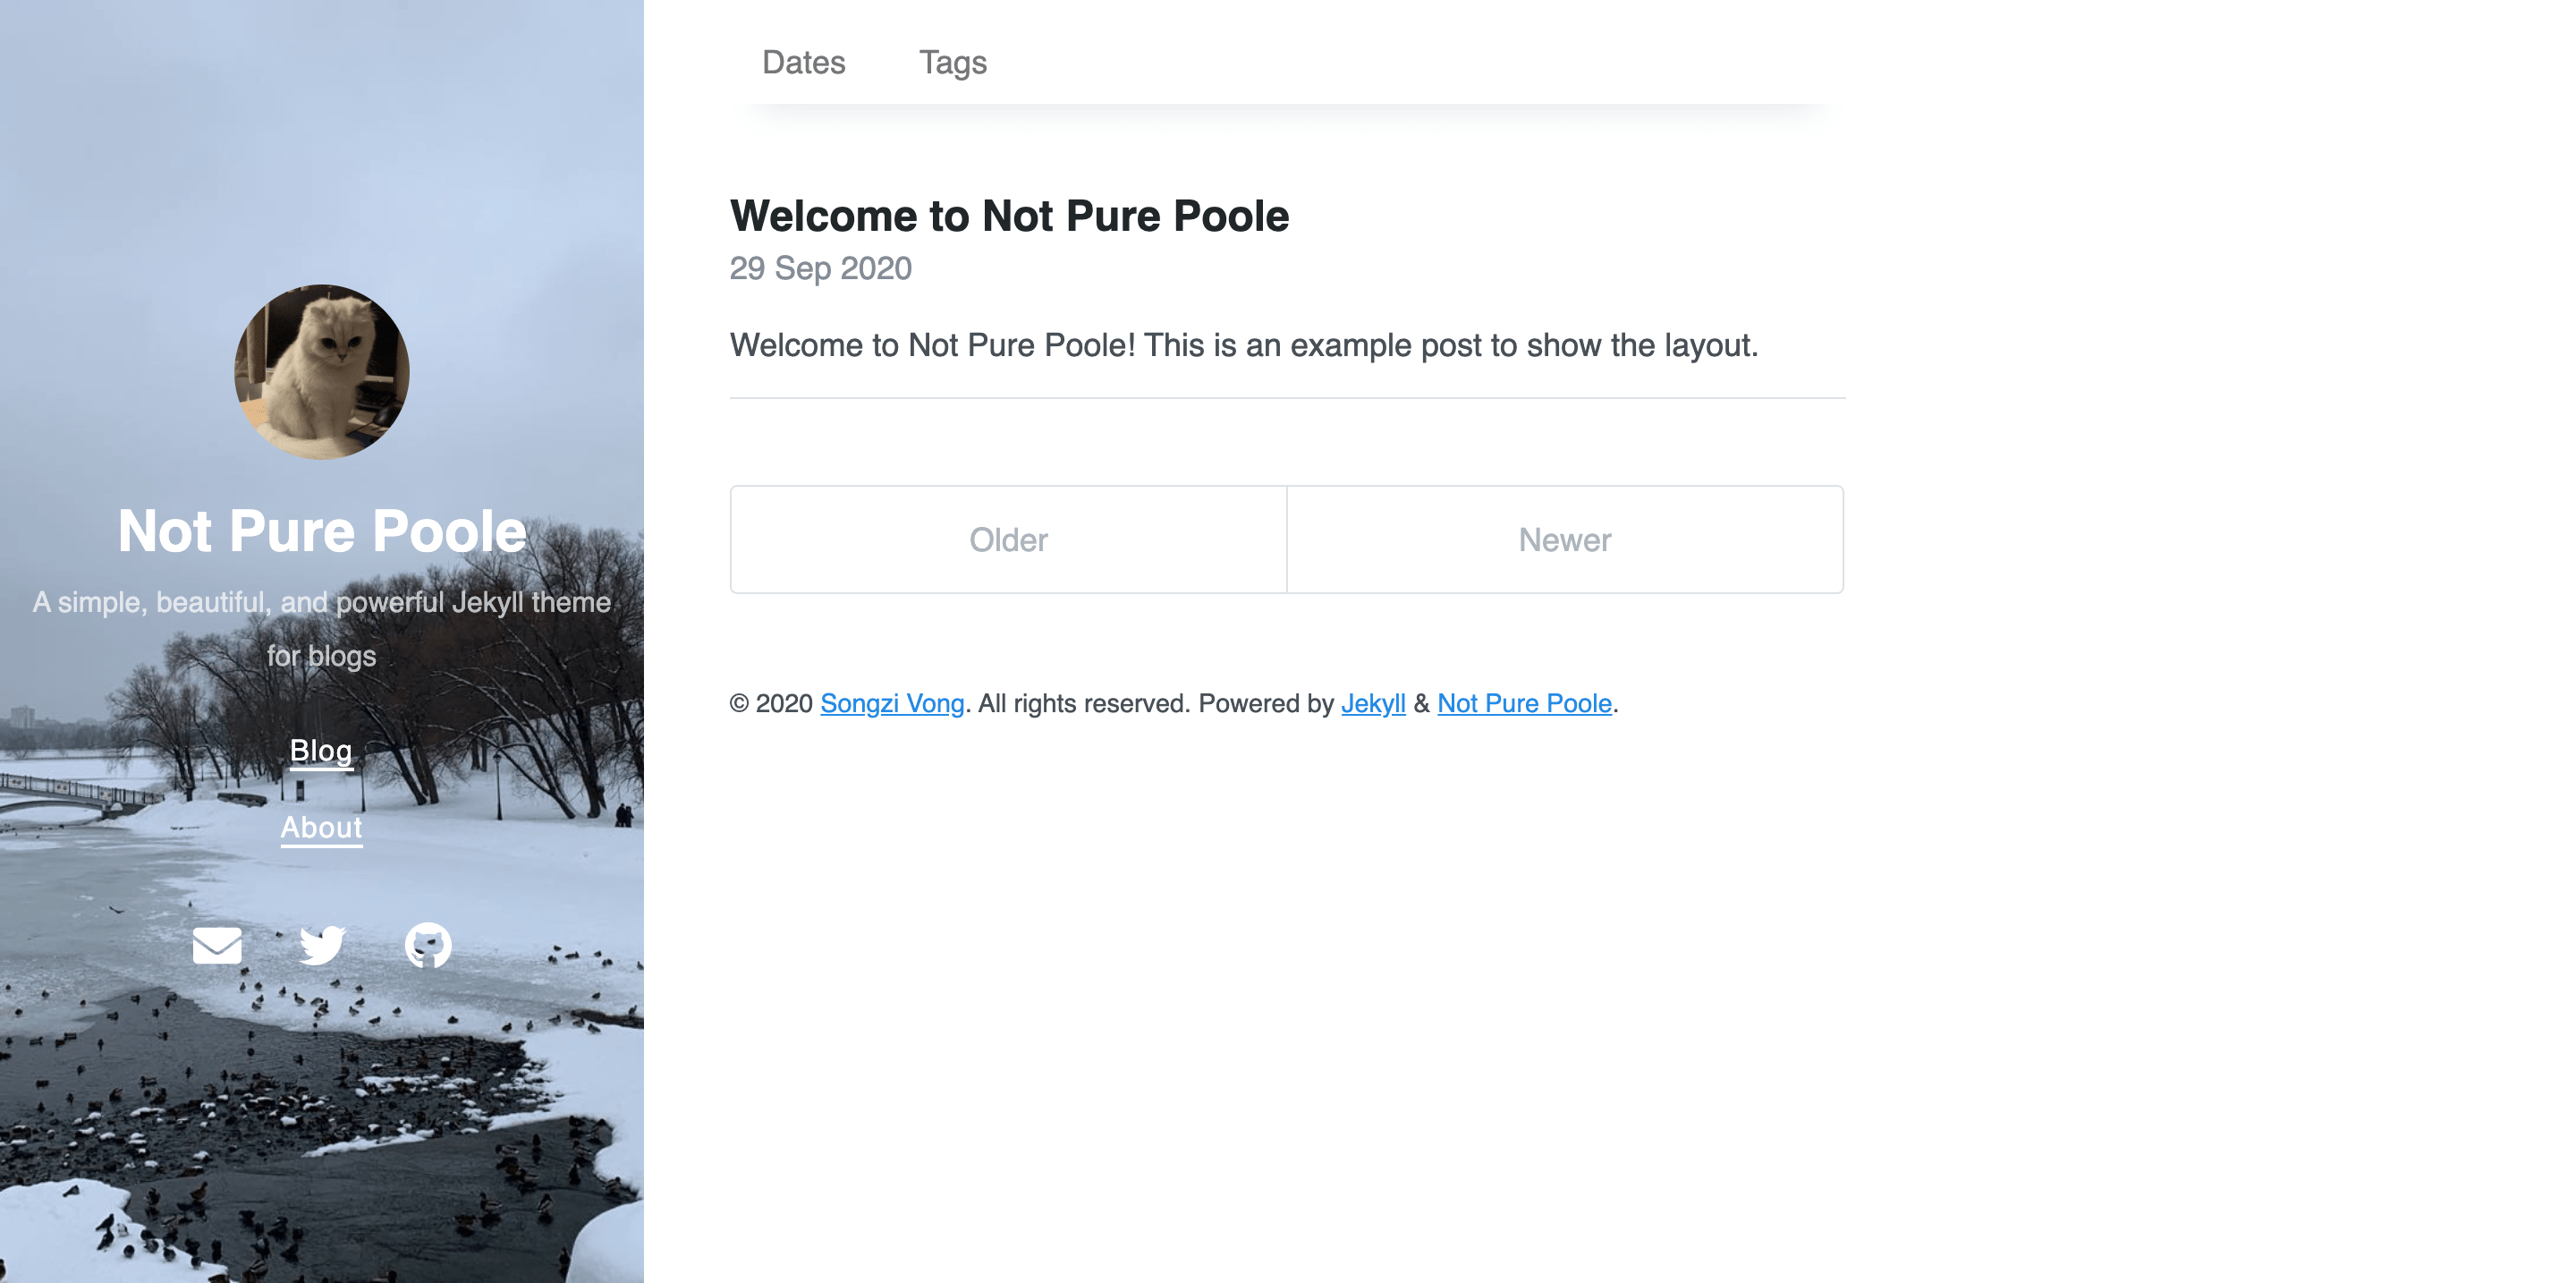 Not Pure Poole
A simple, beautiful, and powerful Jekyll theme
for blogs
Blog
About
Dates Tags
Welcome to Not Pure Poole
29 Sep 2020
Welcome to Not Pure Poole! This is an example post to show the layout.
Older Newer
© 2020 Songzi Vong. All rights reserved. Powered by Jekyll & Not Pure Poole.